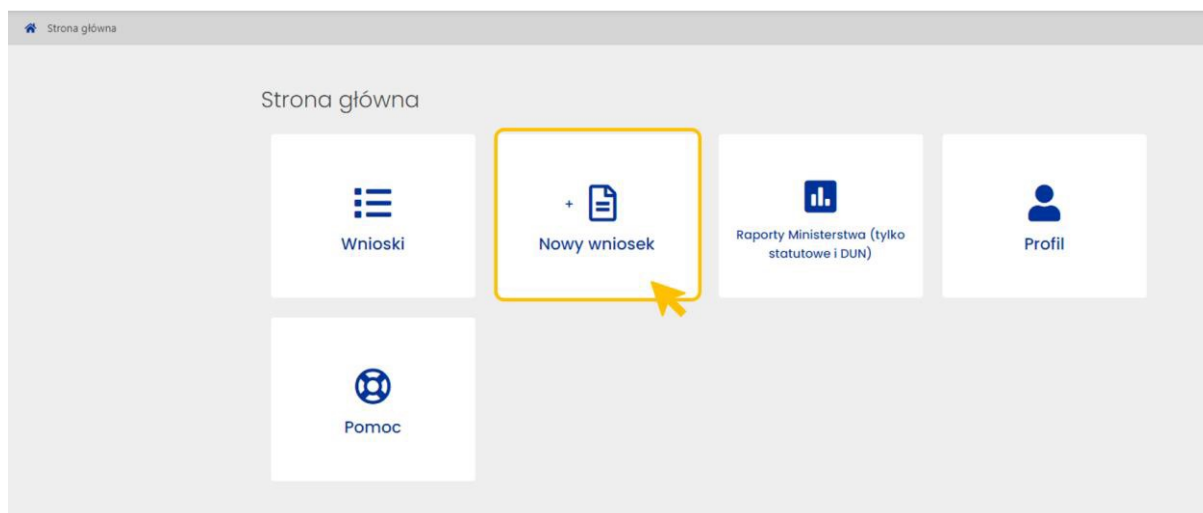 Strona główna
Strona główna
Wnioski
+ Nowy wniosek
Raporty Ministerstwa (tylko
statutowe i DUN)
Profil
Pomoc